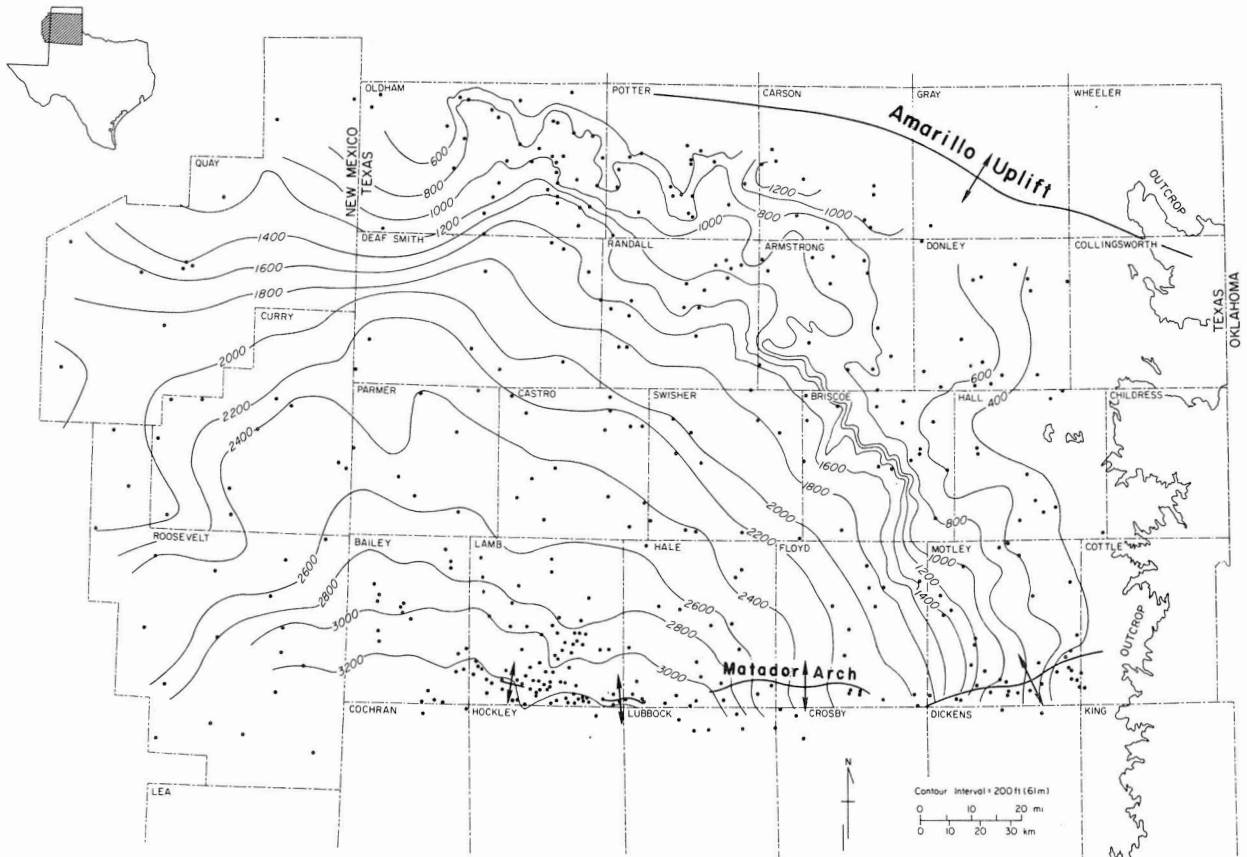 OLDHAM
POTTER
CARSON
GRAY
WHEELER
Amarillo Uplift
NEW MEXICO
TEXAS
QUAY
OUTCROP
600
800
1000
1200
1200
1000
800
1000
DEAF SMITH
RANDALL
ARMSTRONG
DONLEY
COLLINGSWORTH
TEXAS
OKLAHOMA
1400
1600
1800
CURRY
2000
2200
2400
600
400
PARMER
CASTRO
SWISHER
BRISCOE
HALL
CHILDRESS
1600
1800
2000
2200
800
ROOSEVELT
BAILEY
LAMB
HALE
FLOYD
MOTLEY
COTTLE
1000
1200
1400
2600
2800
3000
3200
2400
2600
2800
3000
Matador Arch
OUTCROP
COCHRAN
HOCKLEY
LUBBOCK
CROSBY
DICKENS
KING
LEA
N
Contour Interval = 200 ft (61m)
0 10 20 mi
0 10 20 30 km